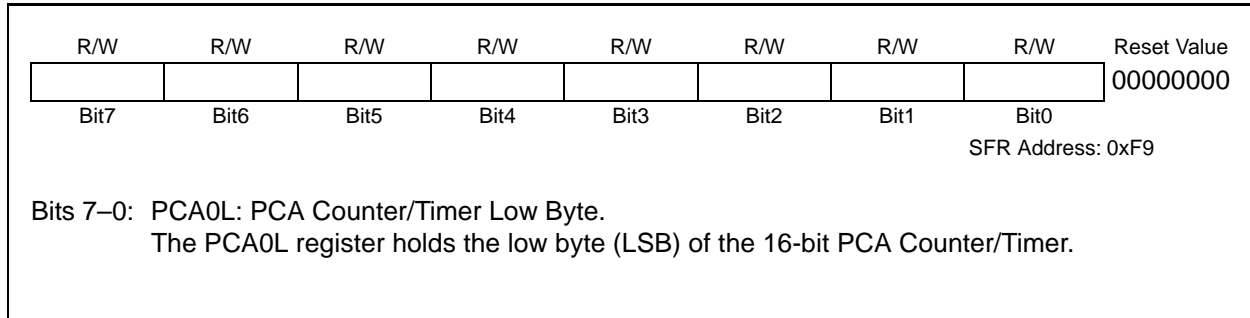 R/W R/W R/W R/W R/W R/W R/W R/W Reset Value
00000000
Bit7 Bit6 Bit5 Bit4 Bit3 Bit2 Bit1 Bit0
SFR Address: 0xF9
Bits 7–0: PCA0L: PCA Counter/Timer Low Byte.
The PCA0L register holds the low byte (LSB) of the 16-bit PCA Counter/Timer.